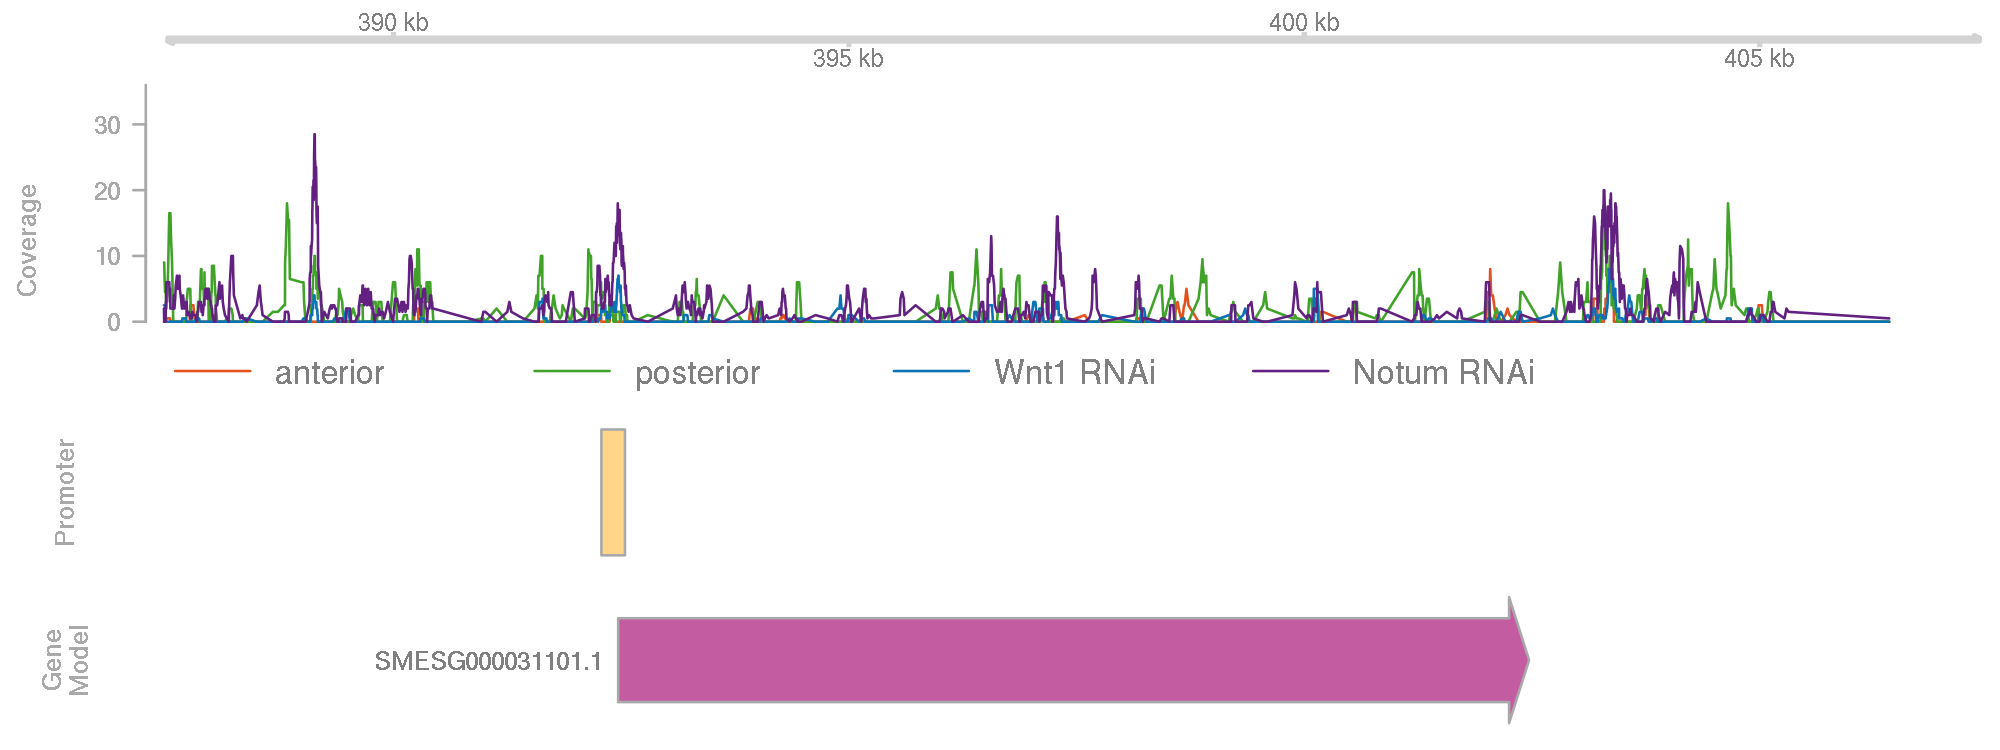 390 kb
400 kb
395 kb
405 kb
Coverage
30
20
10
0
anterior
posterior
Wnt1 RNAi
Notum RNAi
Promoter
Gene
Model
SMESG000031101.1